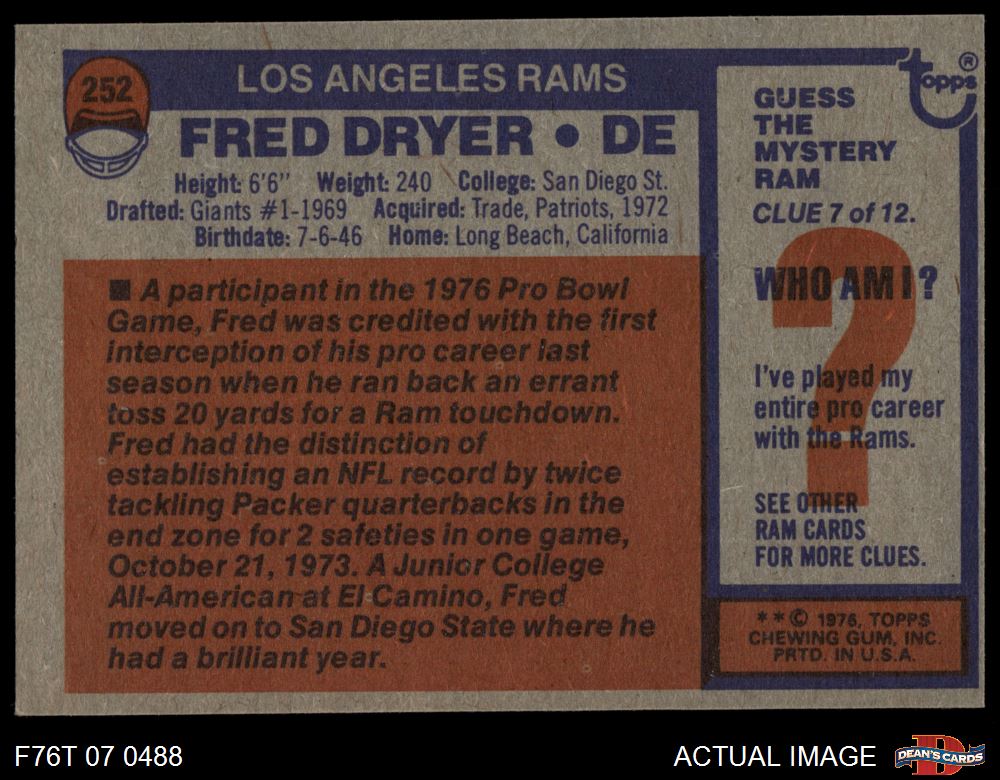 252
LOS ANGELES RAMS
FRED DRYER • DE
Height: 6'6" Weight: 240 College: San Diego St.
Drafted: Giants #1-1969 Acquired: Trade, Patriots, 1972
Birthdate: 7-6-46 Home: Long Beach, California
■ A participant in the 1976 Pro Bowl
Game, Fred was credited with the first
interception of his pro career last
season when he ran back an errant
toss 20 yards for a Ram touchdown.
Fred had the distinction of
establishing an NFL record by twice
tackling Packer quarterbacks in the
end zone for 2 safeties in one game,
October 21, 1973. A Junior College
All-American at El Camino, Fred
moved on to San Diego State where he
had a brilliant year.
topps®
GUESS
THE
MYSTERY
RAM
CLUE 7 of 12.
?
WHO AM I?
I've played my
entire pro career
with the Rams.
SEE OTHER
RAM CARDS
FOR MORE CLUES.
**© 1976, TOPPS
CHEWING GUM, INC.
PRTD. IN U.S.A.
F76T 07 0488
ACTUAL IMAGE
D
DEAN'S CARDS